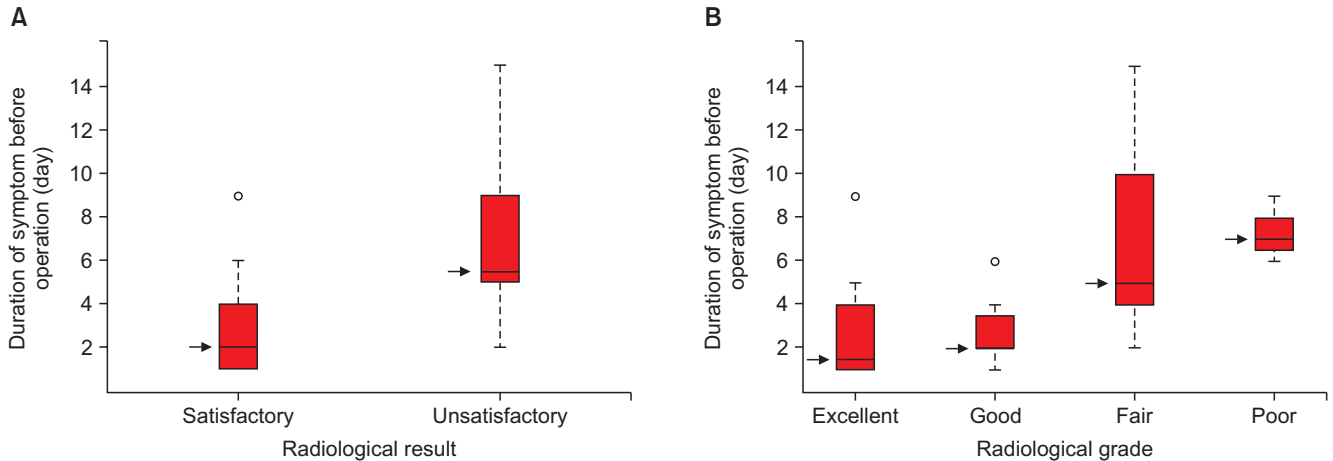 A
Duration of symptom before
operation (day)
14
12
10
8
6
4
2
Satisfactory
Unsatisfactory
Radiological result
B
Duration of symptom before
operation (day)
14
12
10
8
6
4
2
Excellent
Good
Fair
Poor
Radiological grade